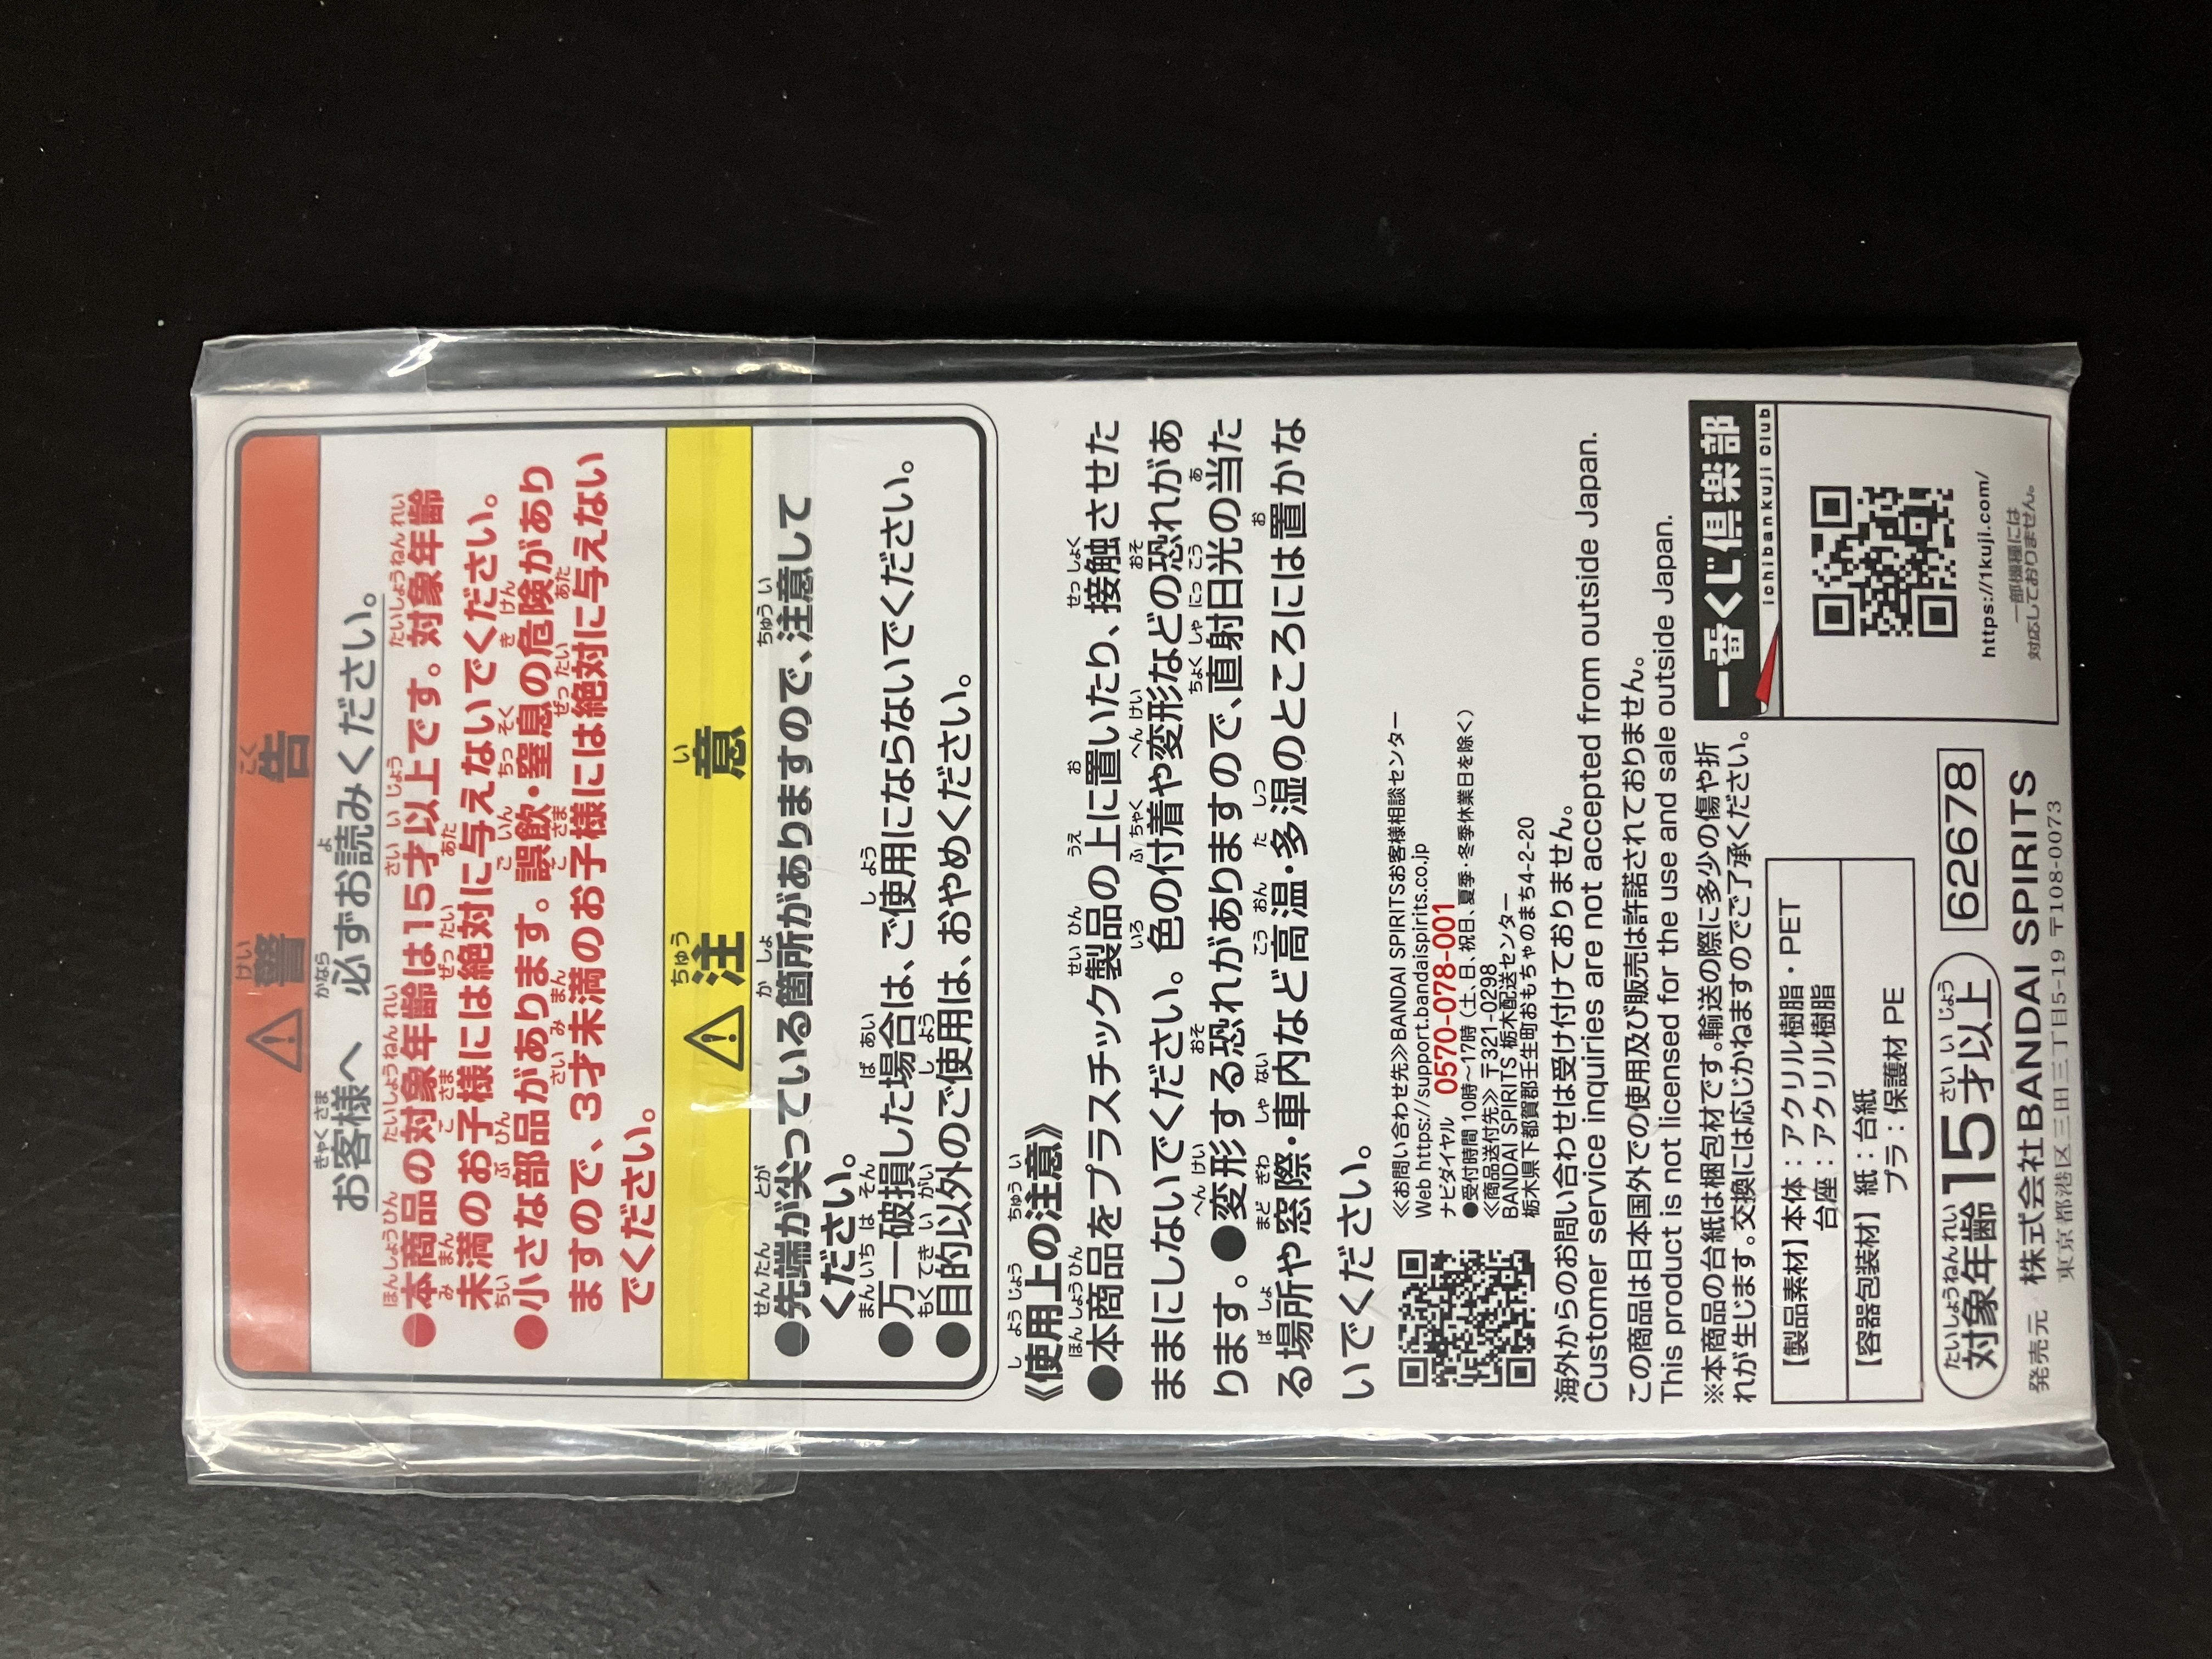 警告
お客様へ 必ずお読みください。
●本商品の対象年齢は15才以上です。対象年齢
未満のお子様には絶対に与えないでください。
●小さな部品があります。誤飲・窒息の危険があり
ますので、3才未満のお子様には絶対に与えない
でください。
注意
●先端が尖っている箇所がありますので、注意して
ください。
●万一破損した場合は、ご使用にならないでください。
●目的以外のご使用は、おやめください。
《使用上の注意》
●本商品をプラスチック製品の上に置いたり、接触させた
ままにしないでください。色の付着や変形などの恐れがあ
ります。●変形する恐れがありますので、直射日光の当た
る場所や窓際・車内など高温・多湿のところには置かな
いでください。
≪お問い合わせ先≫BANDAI SPIRITSお客様相談センター
Web https://support.bandaispirits.co.jp
ナビダイヤル 0570-078-001
●受付時間 10時～17時（土、日、祝日、夏季・冬季休業日を除く）
≪商品送付先≫ 〒321-0298
BANDAI SPIRITS 栃木配送センター
栃木県下都賀郡壬生町おもちゃのまち4-2-20
海外からのお問い合わせは受け付けておりません。
Customer service inquiries are not accepted from outside Japan.
この商品は日本国外での使用及び販売は許諾されておりません。
This product is not licensed for the use and sale outside Japan.
※本商品の台紙は梱包材です。輸送の際に多少の傷や折
れが生じます。交換には応じかねますのでご了承ください。
【製品素材】本体：アクリル樹脂・PET
台座：アクリル樹脂
【容器包装材】紙：台紙
プラ：保護材 PE
対象年齢15才以上
62678
発売元 株式会社BANDAI SPIRITS
東京都港区三田三丁目5-19 〒108-0073
一番くじ倶楽部
ichibankuji club
https://1kuji.com/
一部機種には
対応しておりません。